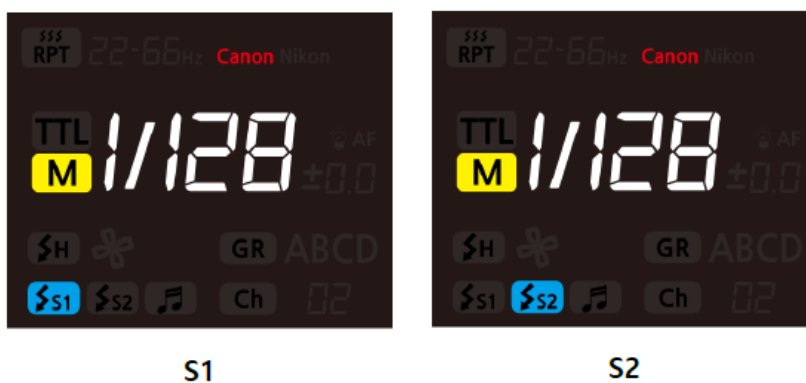 RPT 22-66Hz Canon Nikon
TTL 1/128 AF
M ±0.0
H GR ABCD
S1 S2 Ch 02
S1
RPT 22-66Hz Canon Nikon
TTL 1/128 AF
M ±0.0
H GR ABCD
S1 S2 Ch 02
S2